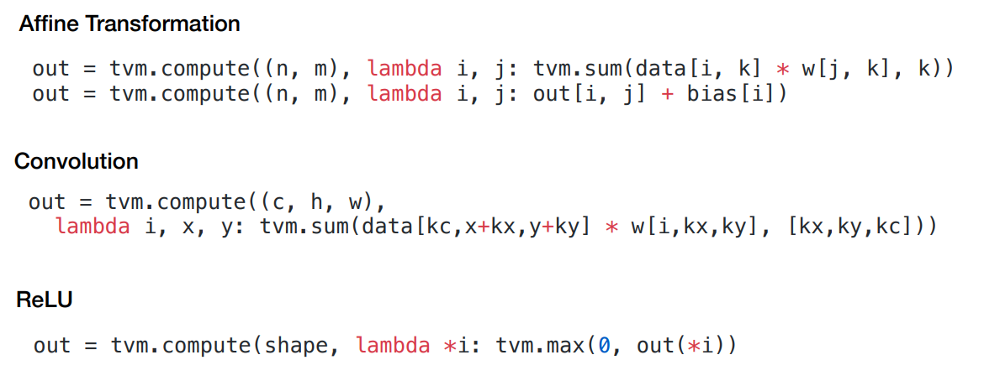 Affine Transformation
out = tvm.compute((n, m), lambda i, j: tvm.sum(data[i, k] * w[j, k], k))
out = tvm.compute((n, m), lambda i, j: out[i, j] + bias[i])
Convolution
out = tvm.compute((c, h, w),
lambda i, x, y: tvm.sum(data[kc,x+kx,y+ky] * w[i,kx,ky], [kx,ky,kc]))
ReLU
out = tvm.compute(shape, lambda *i: tvm.max(0, out(*i))